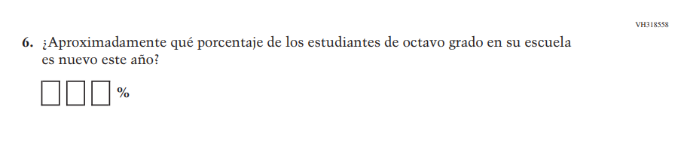 VH318558
6. ¿Aproximadamente qué porcentaje de los estudiantes de octavo grado en su escuela
es nuevo este año?
%